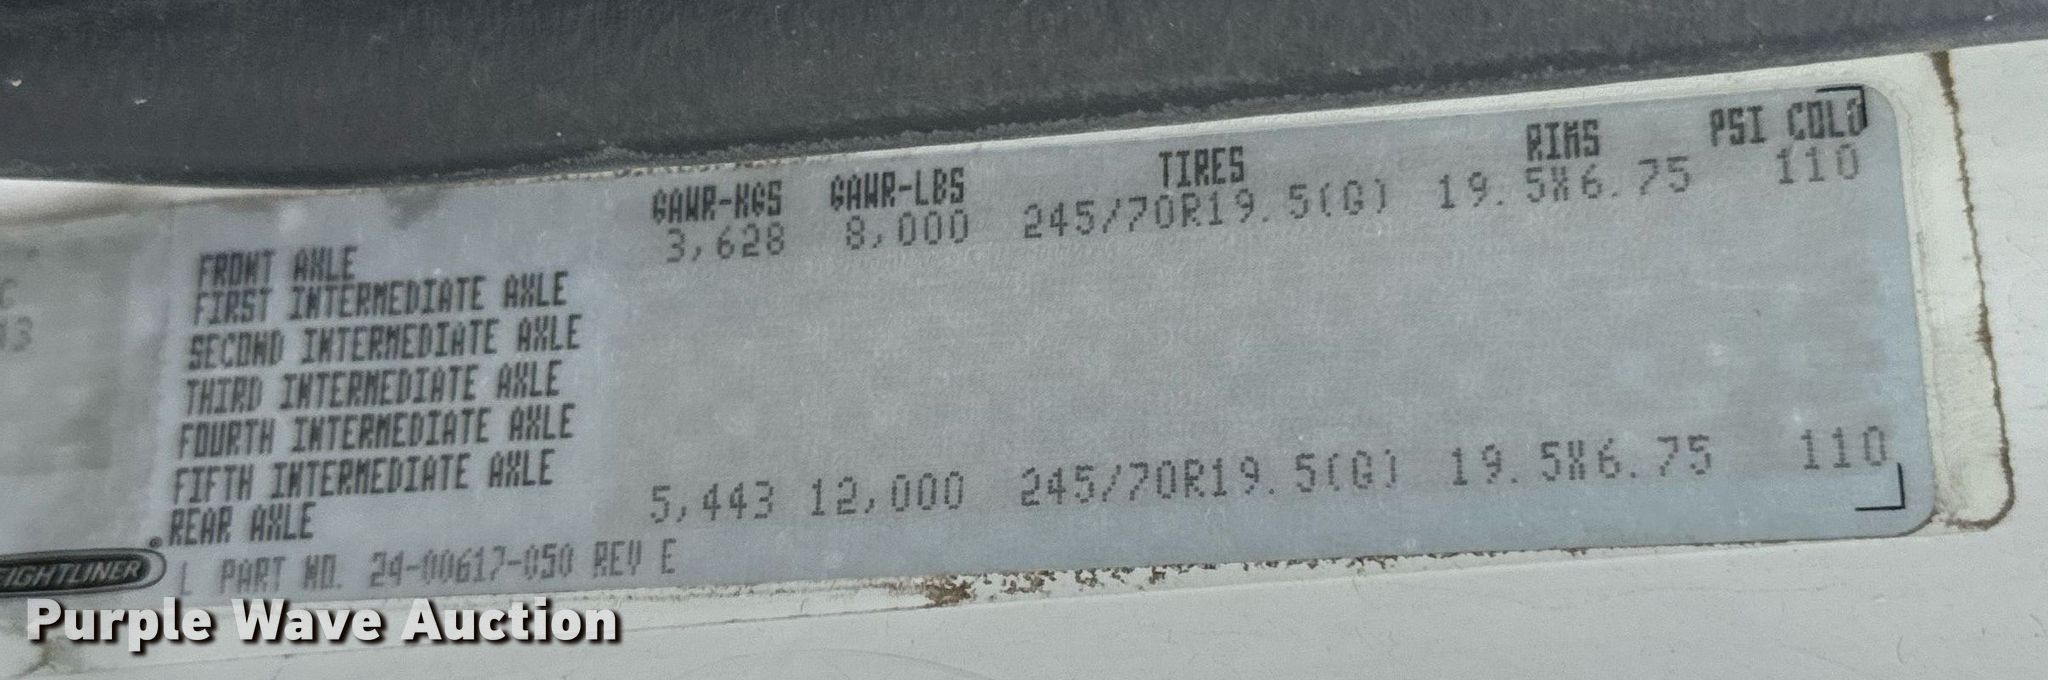 GAWR-KGS GAWR-LBS TIRES RIMS PSI COLD
FRONT AXLE 3,628 8,000 245/70R19.5(G) 19.5X6.75 110
FIRST INTERMEDIATE AXLE
SECOND INTERMEDIATE AXLE
THIRD INTERMEDIATE AXLE
FOURTH INTERMEDIATE AXLE
FIFTH INTERMEDIATE AXLE
REAR AXLE 5,443 12,000 245/70R19.5(G) 19.5X6.75 110
L PART NO. 24-00617-050 REV E
IGHTLINER
Purple Wave Auction